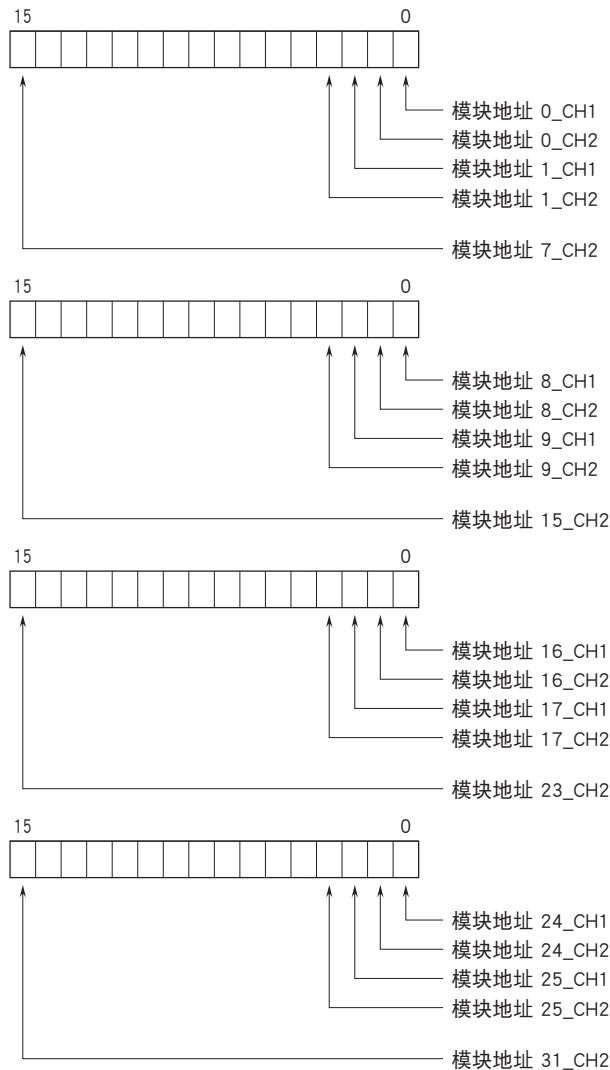 15 0
模块地址 0_CH1
模块地址 0_CH2
模块地址 1_CH1
模块地址 1_CH2
模块地址 7_CH2
15 0
模块地址 8_CH1
模块地址 8_CH2
模块地址 9_CH1
模块地址 9_CH2
模块地址 15_CH2
15 0
模块地址 16_CH1
模块地址 16_CH2
模块地址 17_CH1
模块地址 17_CH2
模块地址 23_CH2
15 0
模块地址 24_CH1
模块地址 24_CH2
模块地址 25_CH1
模块地址 25_CH2
模块地址 31_CH2